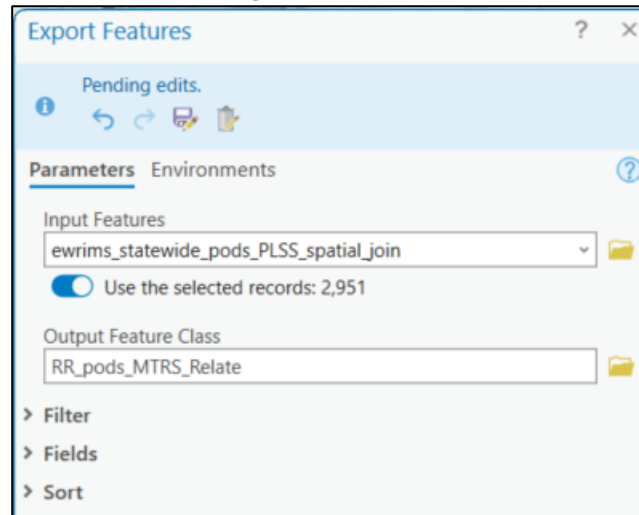 Export Features
Pending edits.
Parameters Environments
Input Features
ewrims_statewide_pods_PLSS_spatial_join
Use the selected records: 2,951
Output Feature Class
RR_pods_MTRS_Relate
Filter
Fields
Sort